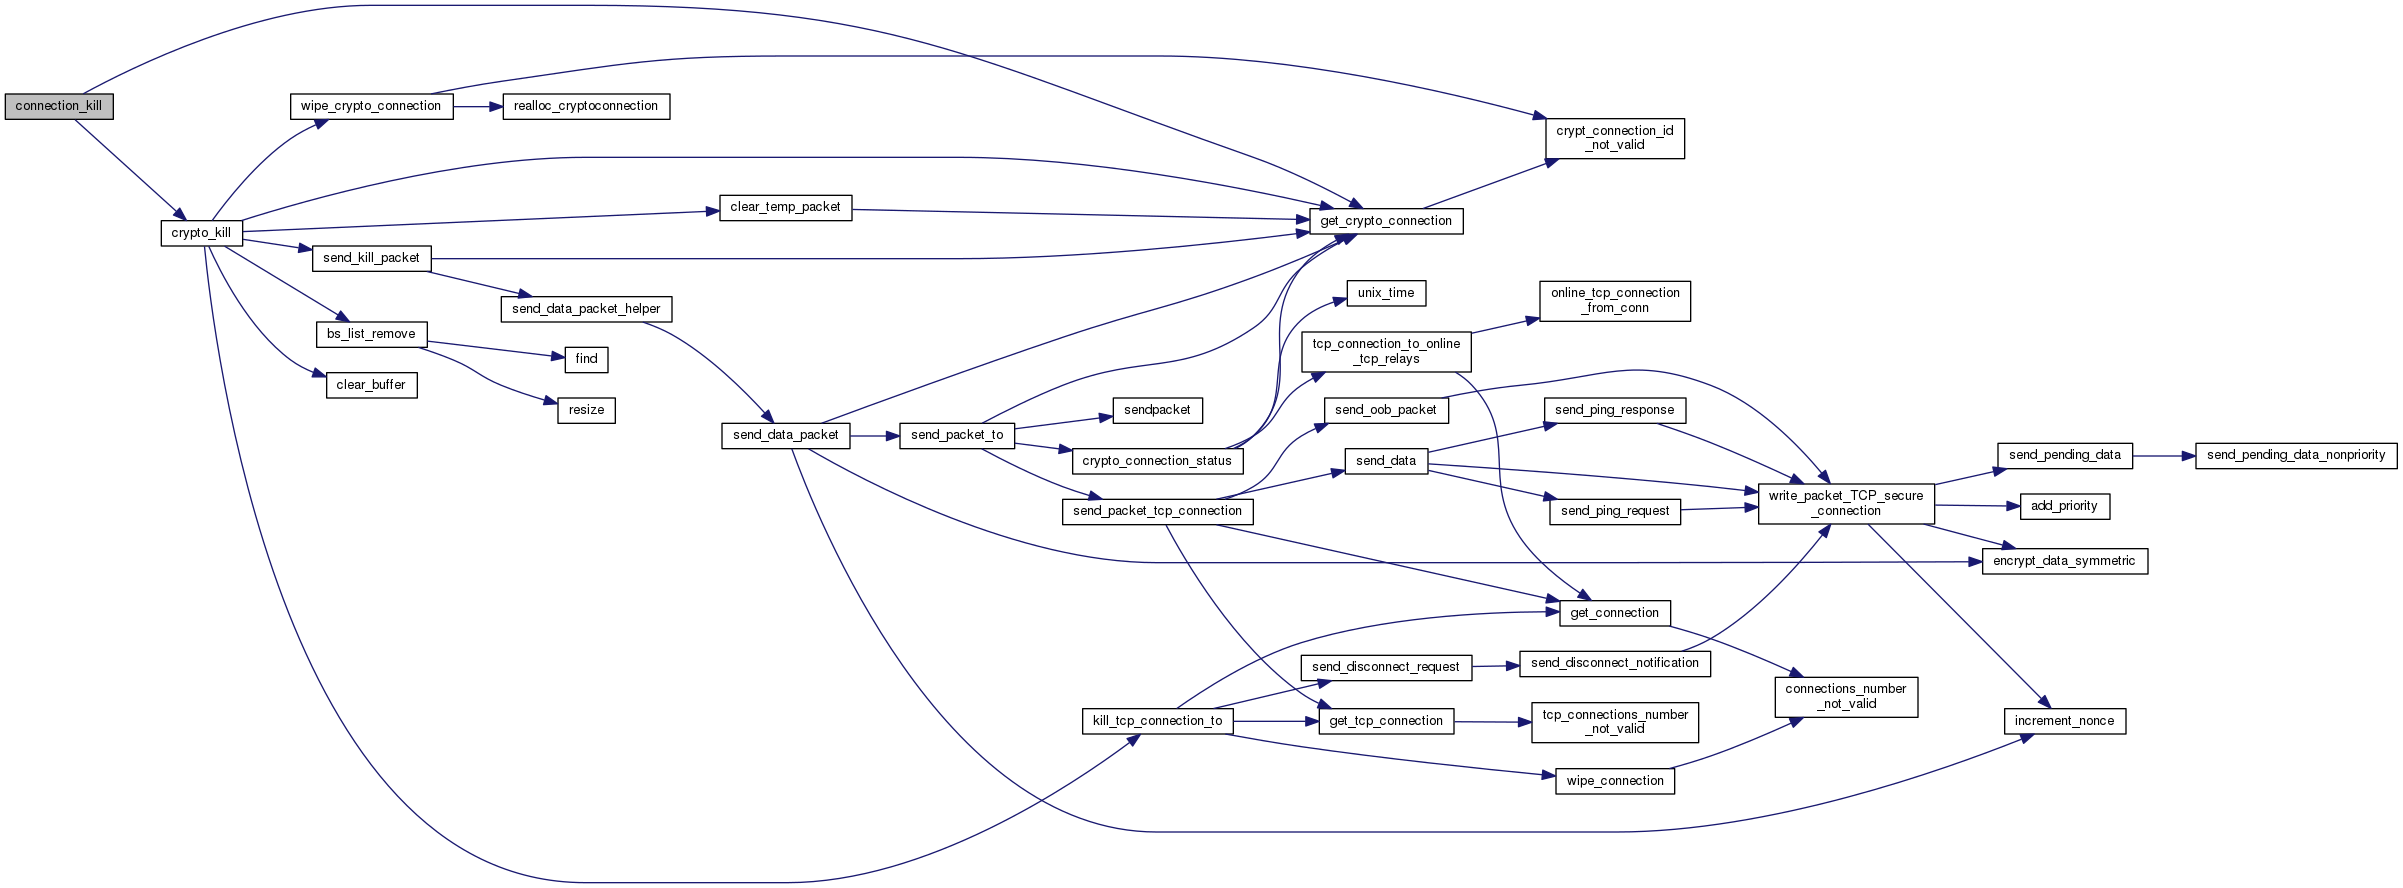 connection_kill
crypto_kill
wipe_crypto_connection
realloc_cryptoconnection
crypt_connection_id
_not_valid
clear_temp_packet
get_crypto_connection
send_kill_packet
send_data_packet_helper
bs_list_remove
find
clear_buffer
resize
unix_time
online_tcp_connection
_from_conn
tcp_connection_to_online
_tcp_relays
send_data_packet
send_packet_to
sendpacket
crypto_connection_status
send_packet_tcp_connection
send_oob_packet
send_data
send_ping_response
send_ping_request
write_packet_TCP_secure
_connection
send_pending_data
send_pending_data_nonpriority
add_priority
encrypt_data_symmetric
get_connection
send_disconnect_request
send_disconnect_notification
connections_number
_not_valid
kill_tcp_connection_to
get_tcp_connection
tcp_connections_number
_not_valid
increment_nonce
wipe_connection